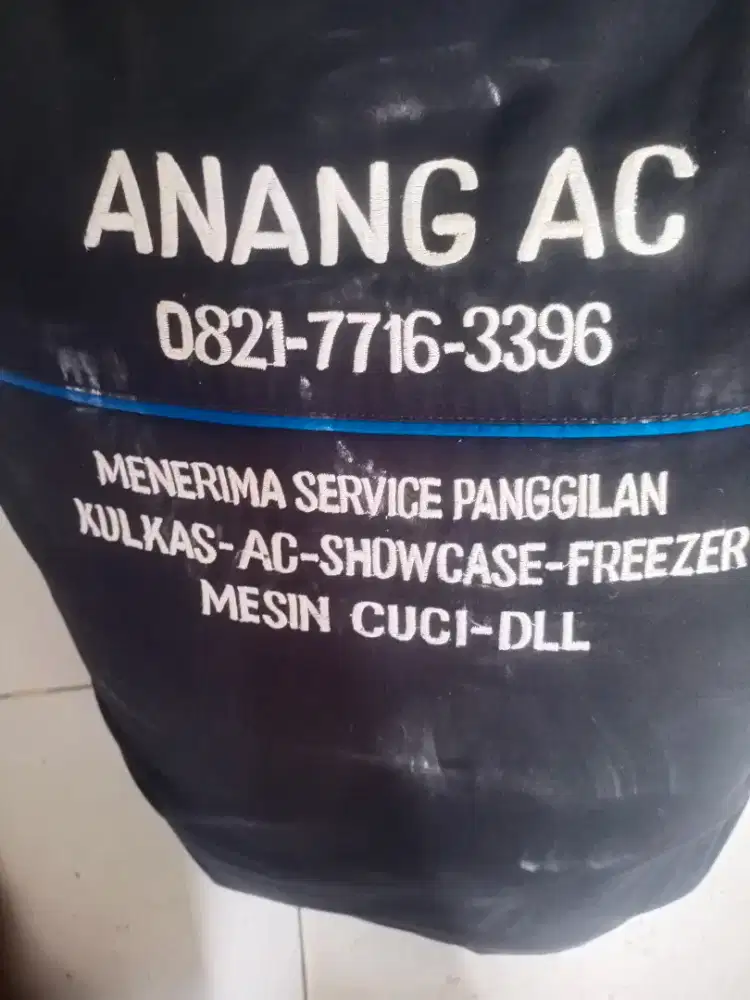 ANANG AC
0821-7716-3396
MENERIMA SERVICE PANGGILAN
KULKAS-AC-SHOWCASE-FREEZER
MESIN CUCI-DLL